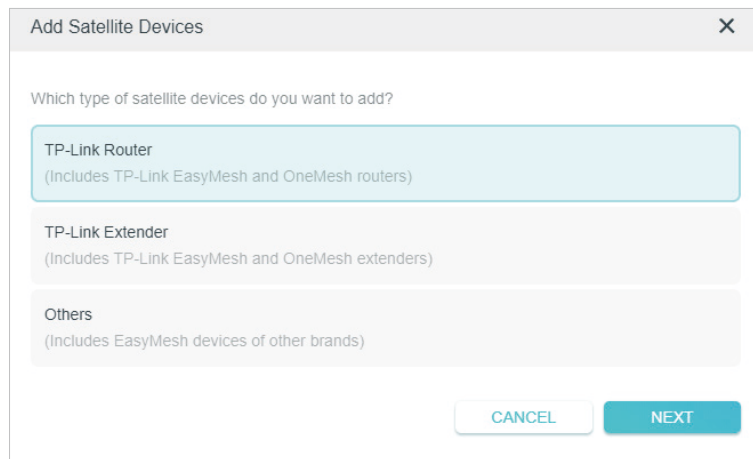 Add Satellite Devices
Which type of satellite devices do you want to add?
TP-Link Router
(Includes TP-Link EasyMesh and OneMesh routers)
TP-Link Extender
(Includes TP-Link EasyMesh and OneMesh extenders)
Others
(Includes EasyMesh devices of other brands)
CANCEL NEXT